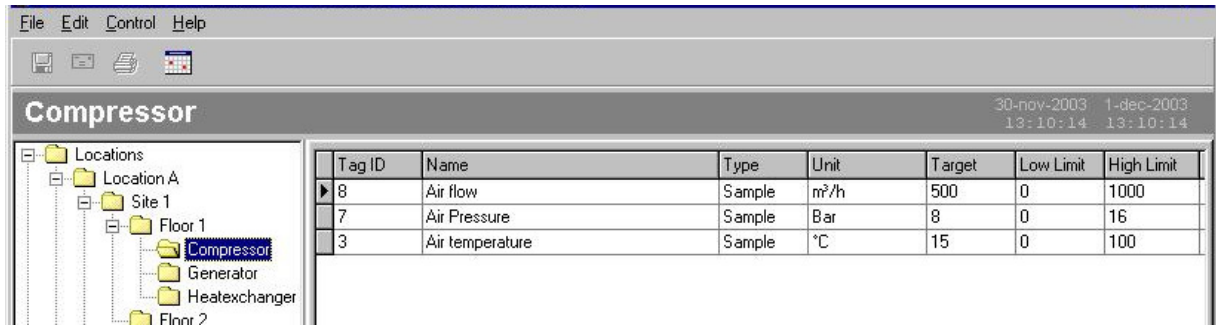 File Edit Control Help
Compressor
30-nov-2003 1-dec-2003
13:10:14 13:10:14
Locations
Location A
Site 1
Floor 1
Compressor
Generator
Heatexchanger
Floor 2
Tag ID Name Type Unit Target Low Limit High Limit
8 Air flow Sample m³/h 500 0 1000
7 Air Pressure Sample Bar 8 0 16
3 Air temperature Sample °C 15 0 100